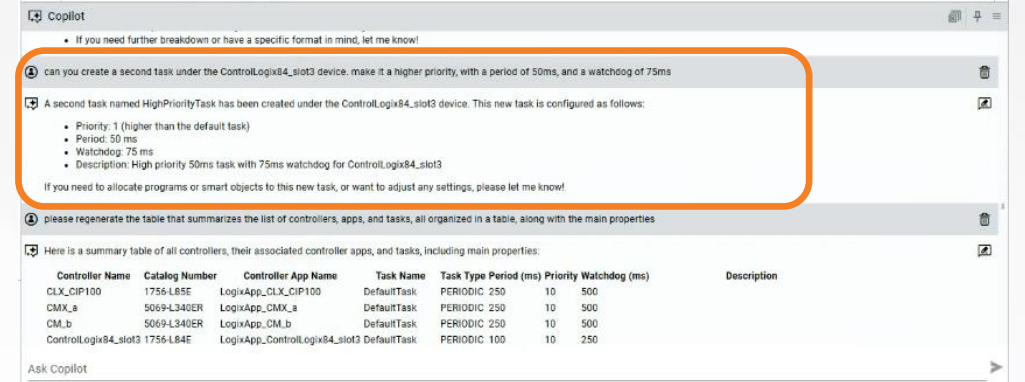 Copilot
If you need further breakdown or have a specific format in mind, let me know!
can you create a second task under the ControlLogix84_slot3 device. make it a higher priority, with a period of 50ms, and a watchdog of 75ms
A second task named HighPriorityTask has been created under the ControlLogix84_slot3 device. This new task is configured as follows:
Priority: 1 (higher than the default task)
Period: 50 ms
Watchdog: 75 ms
Description: High priority 50ms task with 75ms watchdog for ControlLogix84_slot3
If you need to allocate programs or smart objects to this new task, or want to adjust any settings, please let me know!
please regenerate the table that summarizes the list of controllers, apps, and tasks, all organized in a table, along with the main properties
Here is a summary table of all controllers, their associated controller apps, and tasks, including main properties:
Controller Name Catalog Number Controller App Name Task Name Task Type Period (ms) Priority Watchdog (ms) Description
CLX_CIP100 1756-L85E LogixApp_CLX_CIP100 DefaultTask PERIODIC 250 10 500
CMX_a 5069-L340ER LogixApp_CMX_a DefaultTask PERIODIC 250 10 500
CM_b 5069-L340ER LogixApp_CM_b DefaultTask PERIODIC 250 10 500
ControlLogix84_slot3 1756-L84E LogixApp_ControlLogix84_slot3 DefaultTask PERIODIC 100 10 250
Ask Copilot